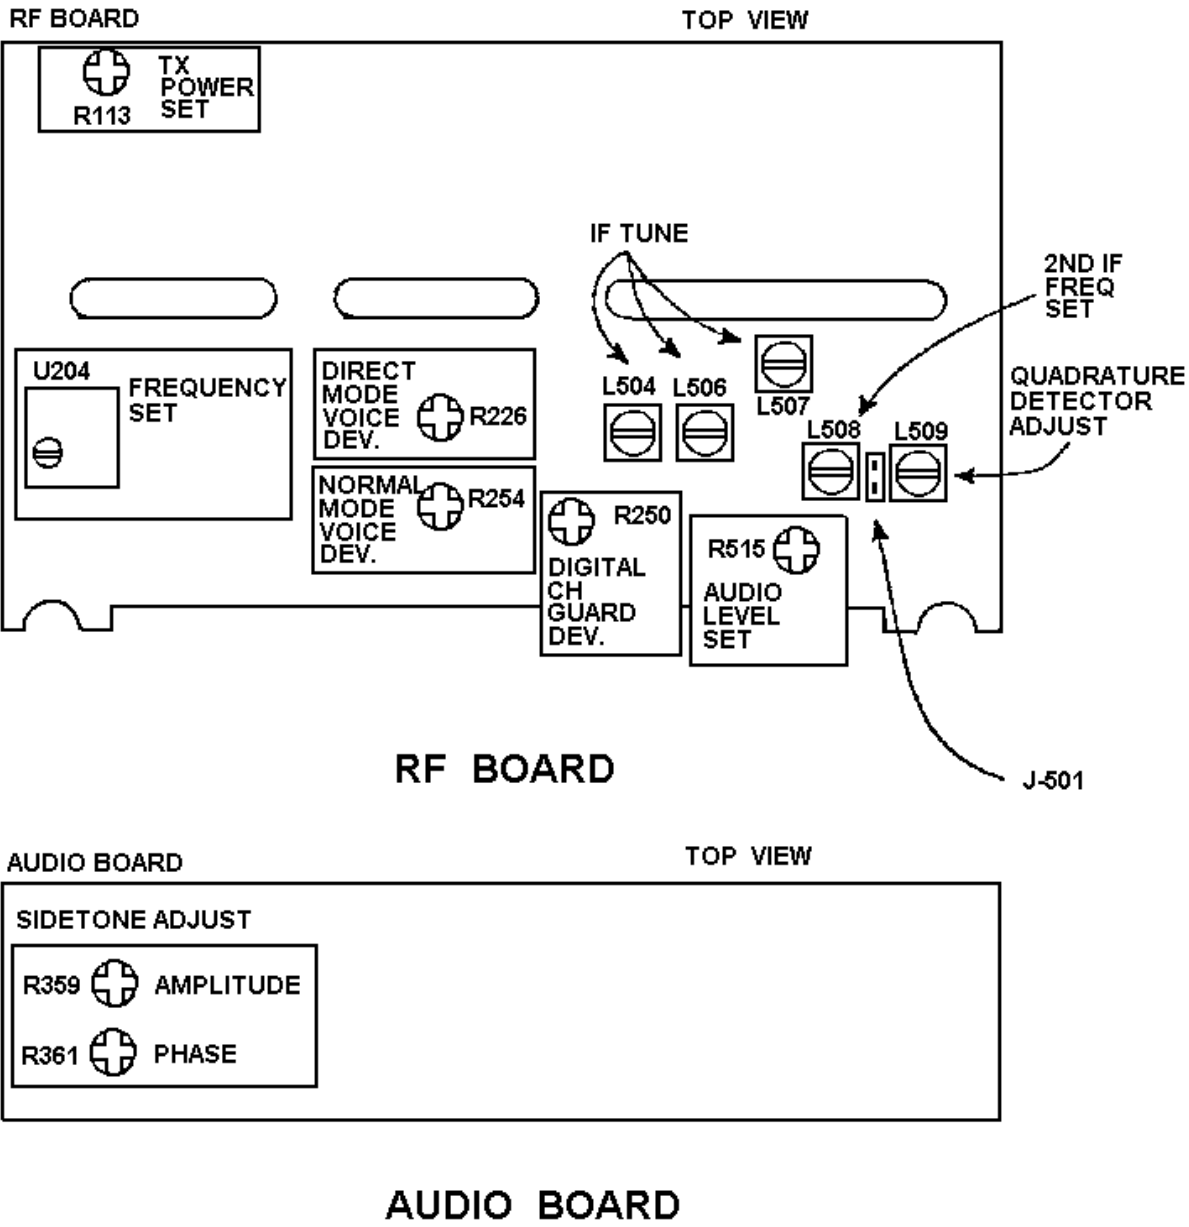 RF BOARD
TOP VIEW
TX
POWER
SET
R113
IF TUNE
2ND IF
FREQ
SET
U204
FREQUENCY
SET
DIRECT
MODE
VOICE
DEV.
R226
L504
L506
L507
QUADRATURE
DETECTOR
ADJUST
L508
L509
NORMAL
MODE
VOICE
DEV.
R254
R250
DIGITAL
CH
GUARD
DEV.
R515
AUDIO
LEVEL
SET
RF BOARD
J-501
AUDIO BOARD
TOP VIEW
SIDETONE ADJUST
R359 AMPLITUDE
R361 PHASE
AUDIO BOARD